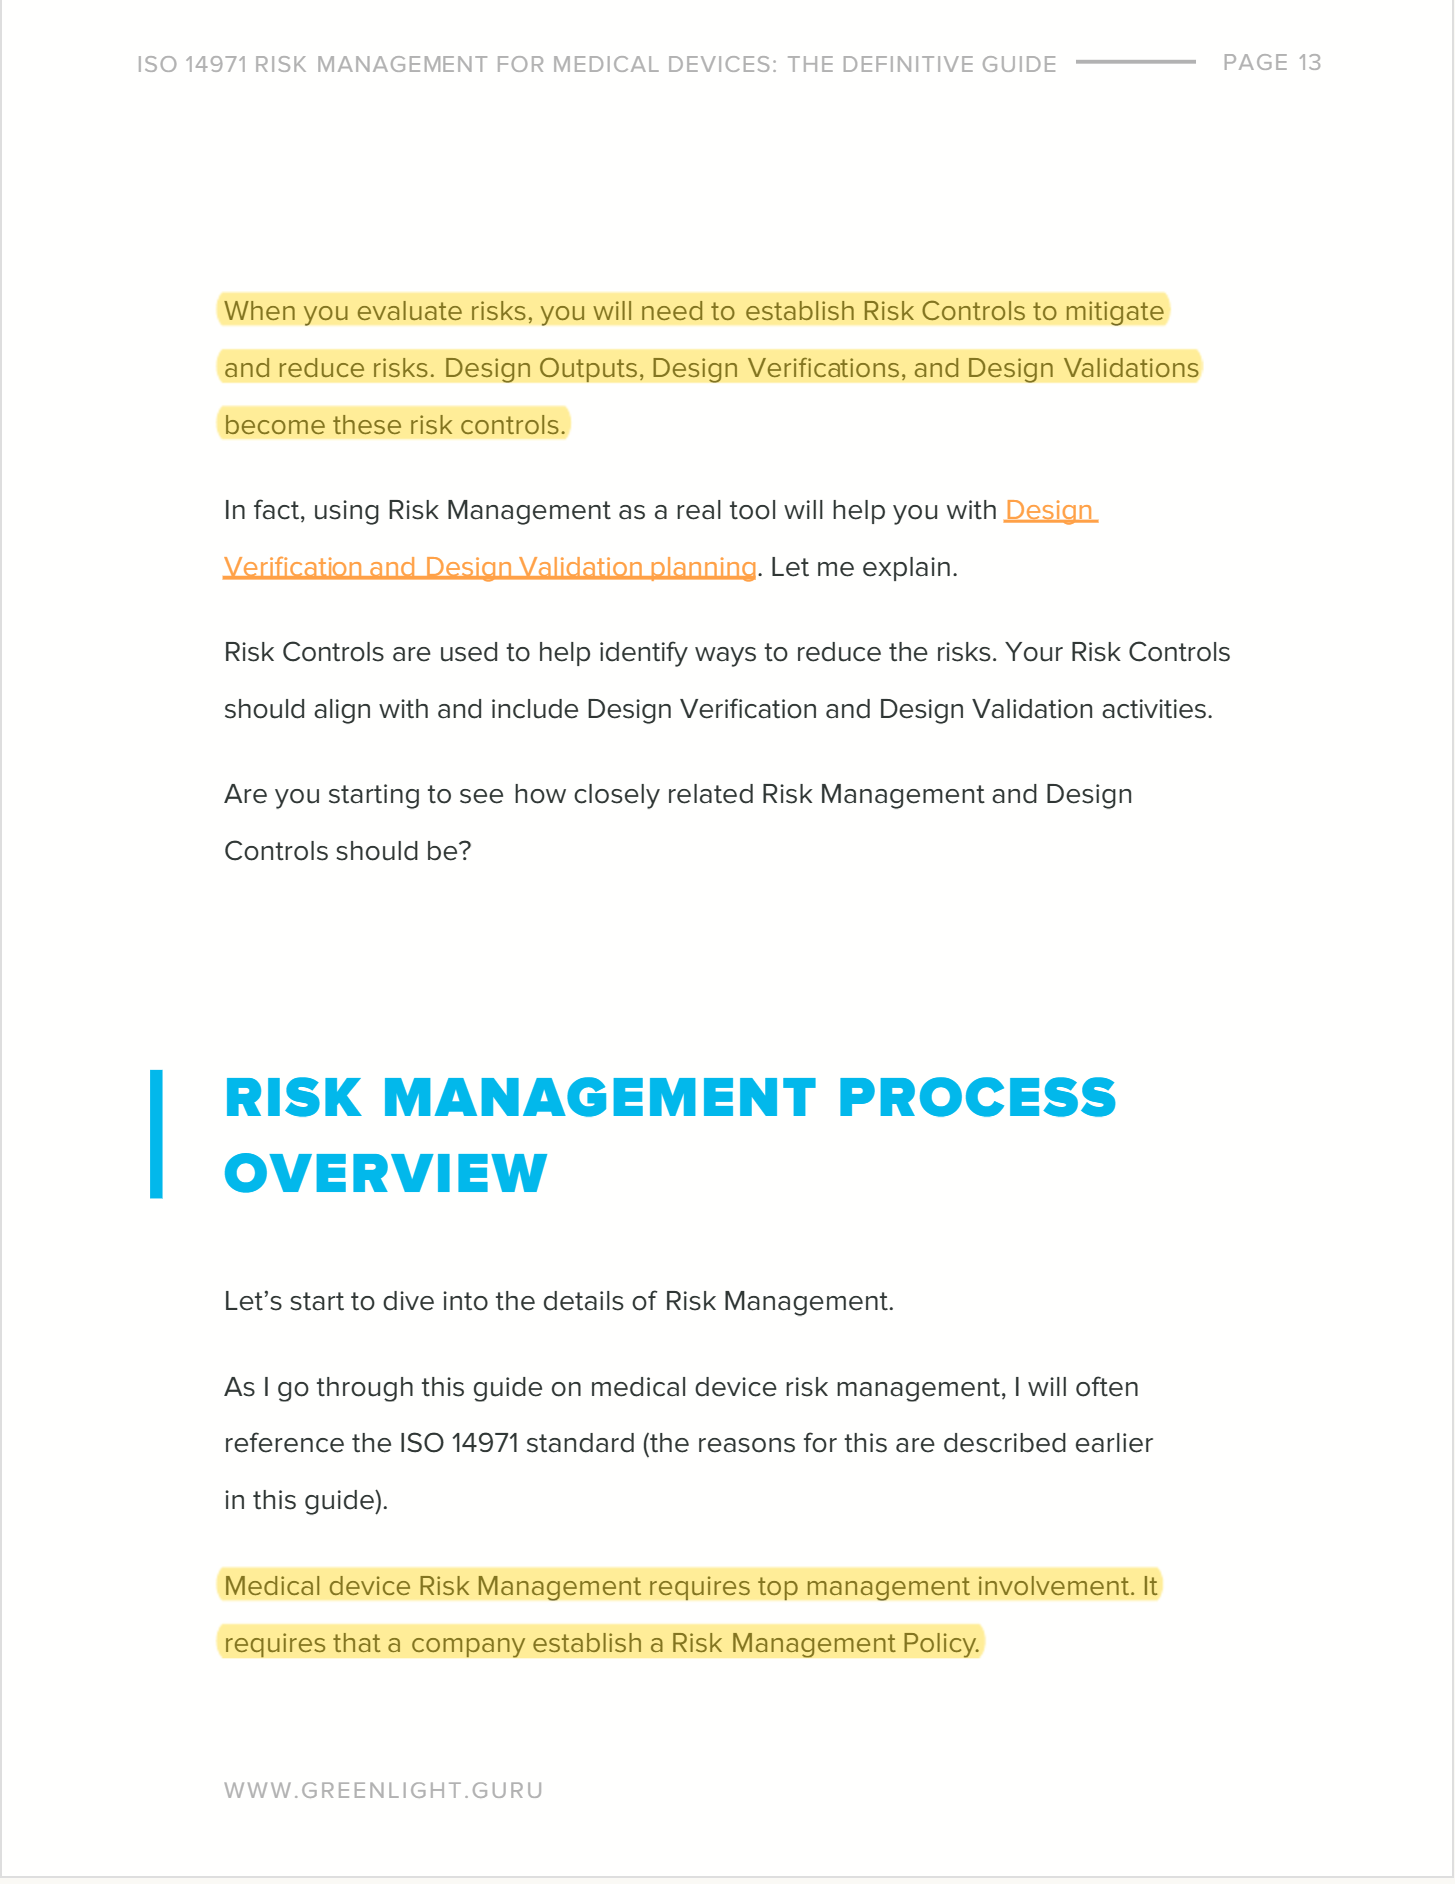 ISO 14971 RISK MANAGEMENT FOR MEDICAL DEVICES: THE DEFINITIVE GUIDE PAGE 13
When you evaluate risks, you will need to establish Risk Controls to mitigate
and reduce risks. Design Outputs, Design Verifications, and Design Validations
become these risk controls.
In fact, using Risk Management as a real tool will help you with Design
Verification and Design Validation planning. Let me explain.
Risk Controls are used to help identify ways to reduce the risks. Your Risk Controls
should align with and include Design Verification and Design Validation activities.
Are you starting to see how closely related Risk Management and Design
Controls should be?
RISK MANAGEMENT PROCESS
OVERVIEW
Let’s start to dive into the details of Risk Management.
As I go through this guide on medical device risk management, I will often
reference the ISO 14971 standard (the reasons for this are described earlier
in this guide).
Medical device Risk Management requires top management involvement. It
requires that a company establish a Risk Management Policy.
WWW.GREENLIGHT.GURU